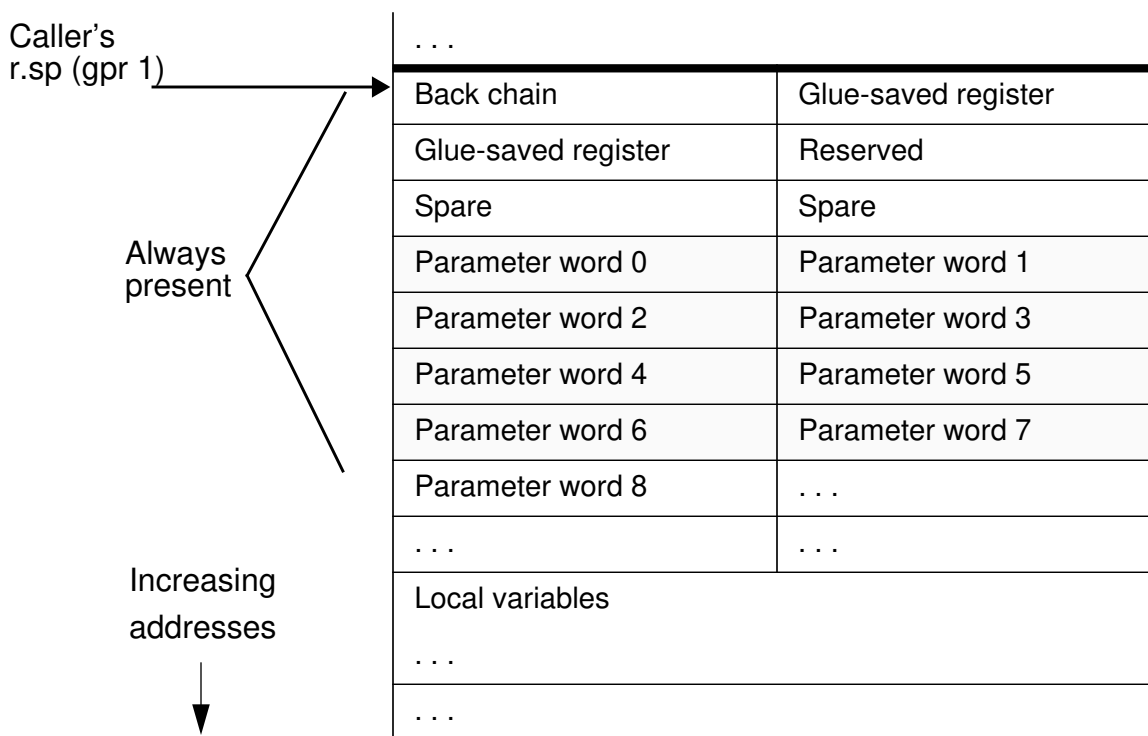 Caller's
r.sp (gpr 1)
. . .
Back chain Glue-saved register
Glue-saved register Reserved
Spare Spare
Always
present
Parameter word 0 Parameter word 1
Parameter word 2 Parameter word 3
Parameter word 4 Parameter word 5
Parameter word 6 Parameter word 7
Parameter word 8 . . .
. . . . . .
Increasing
addresses
Local variables
. . .
. . .